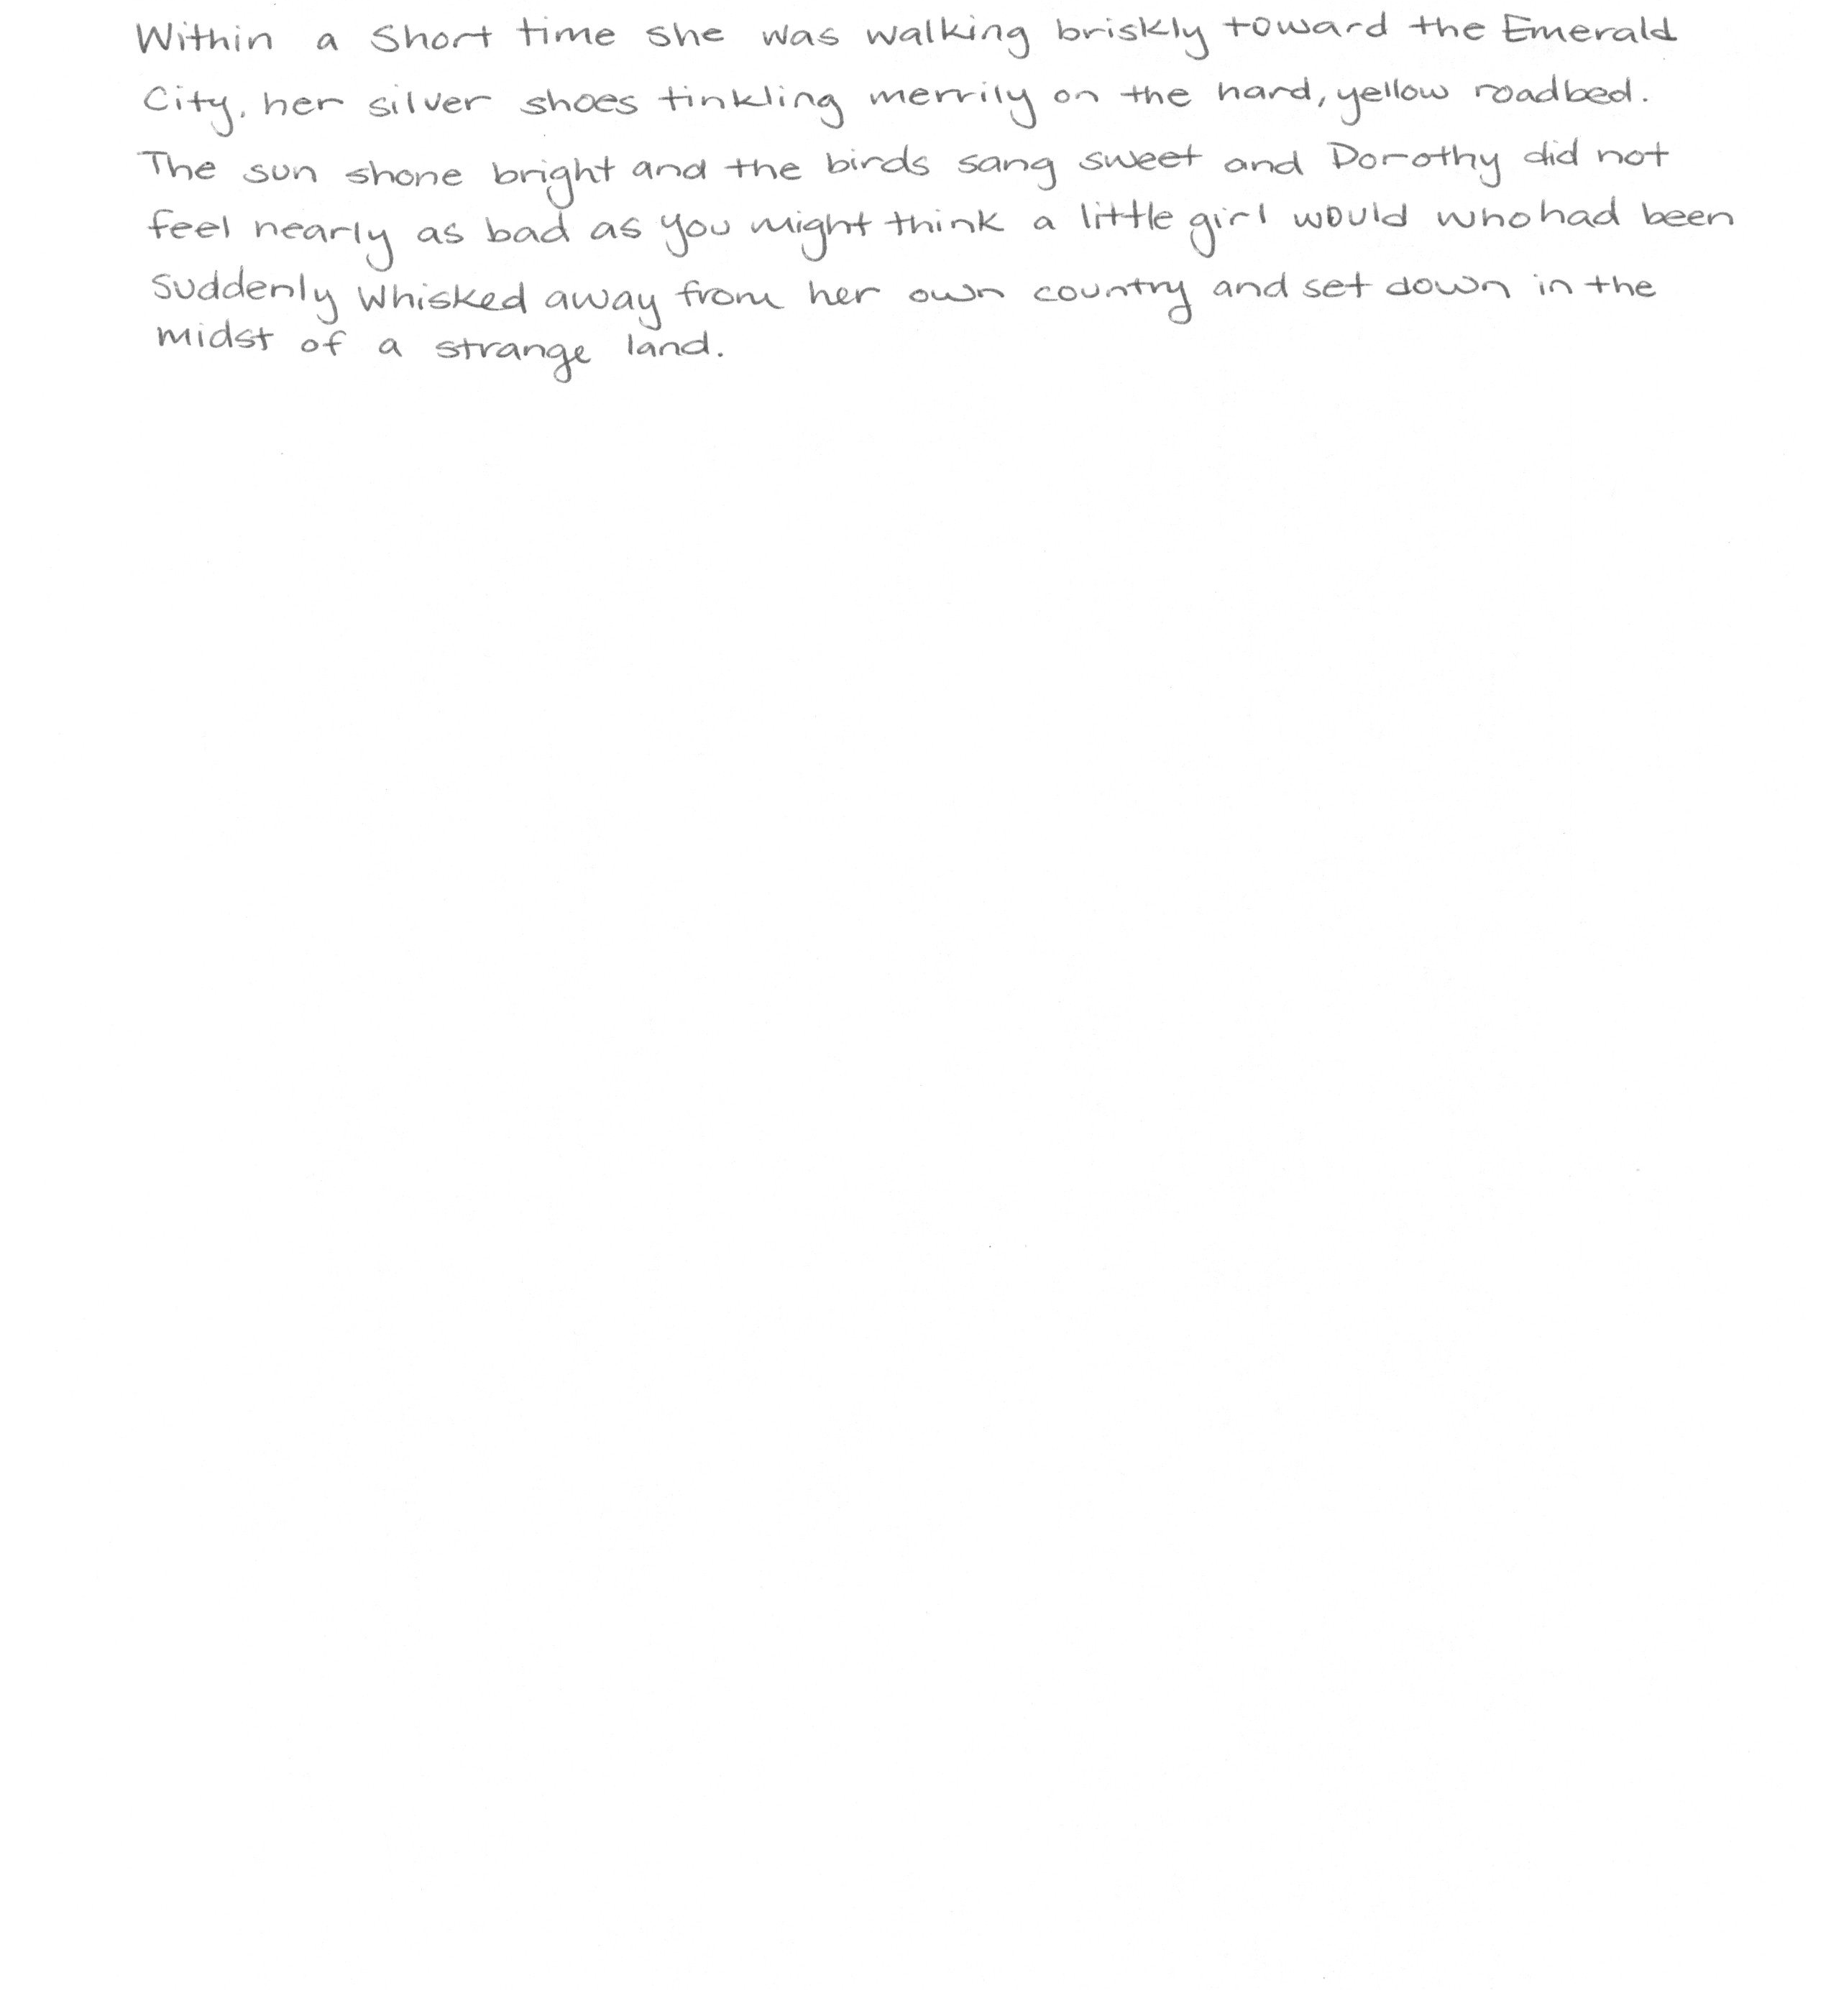 Within a Short time she was walking briskly toward the Emerald
City, her silver shoes tinkling merrily on the hard, yellow roadbed.
The sun shone bright and the birds sang sweet and Dorothy did not
feel nearly as bad as you might think a little girl would who had been
suddenly whisked away from her own country and set down in the
midst of a strange land.